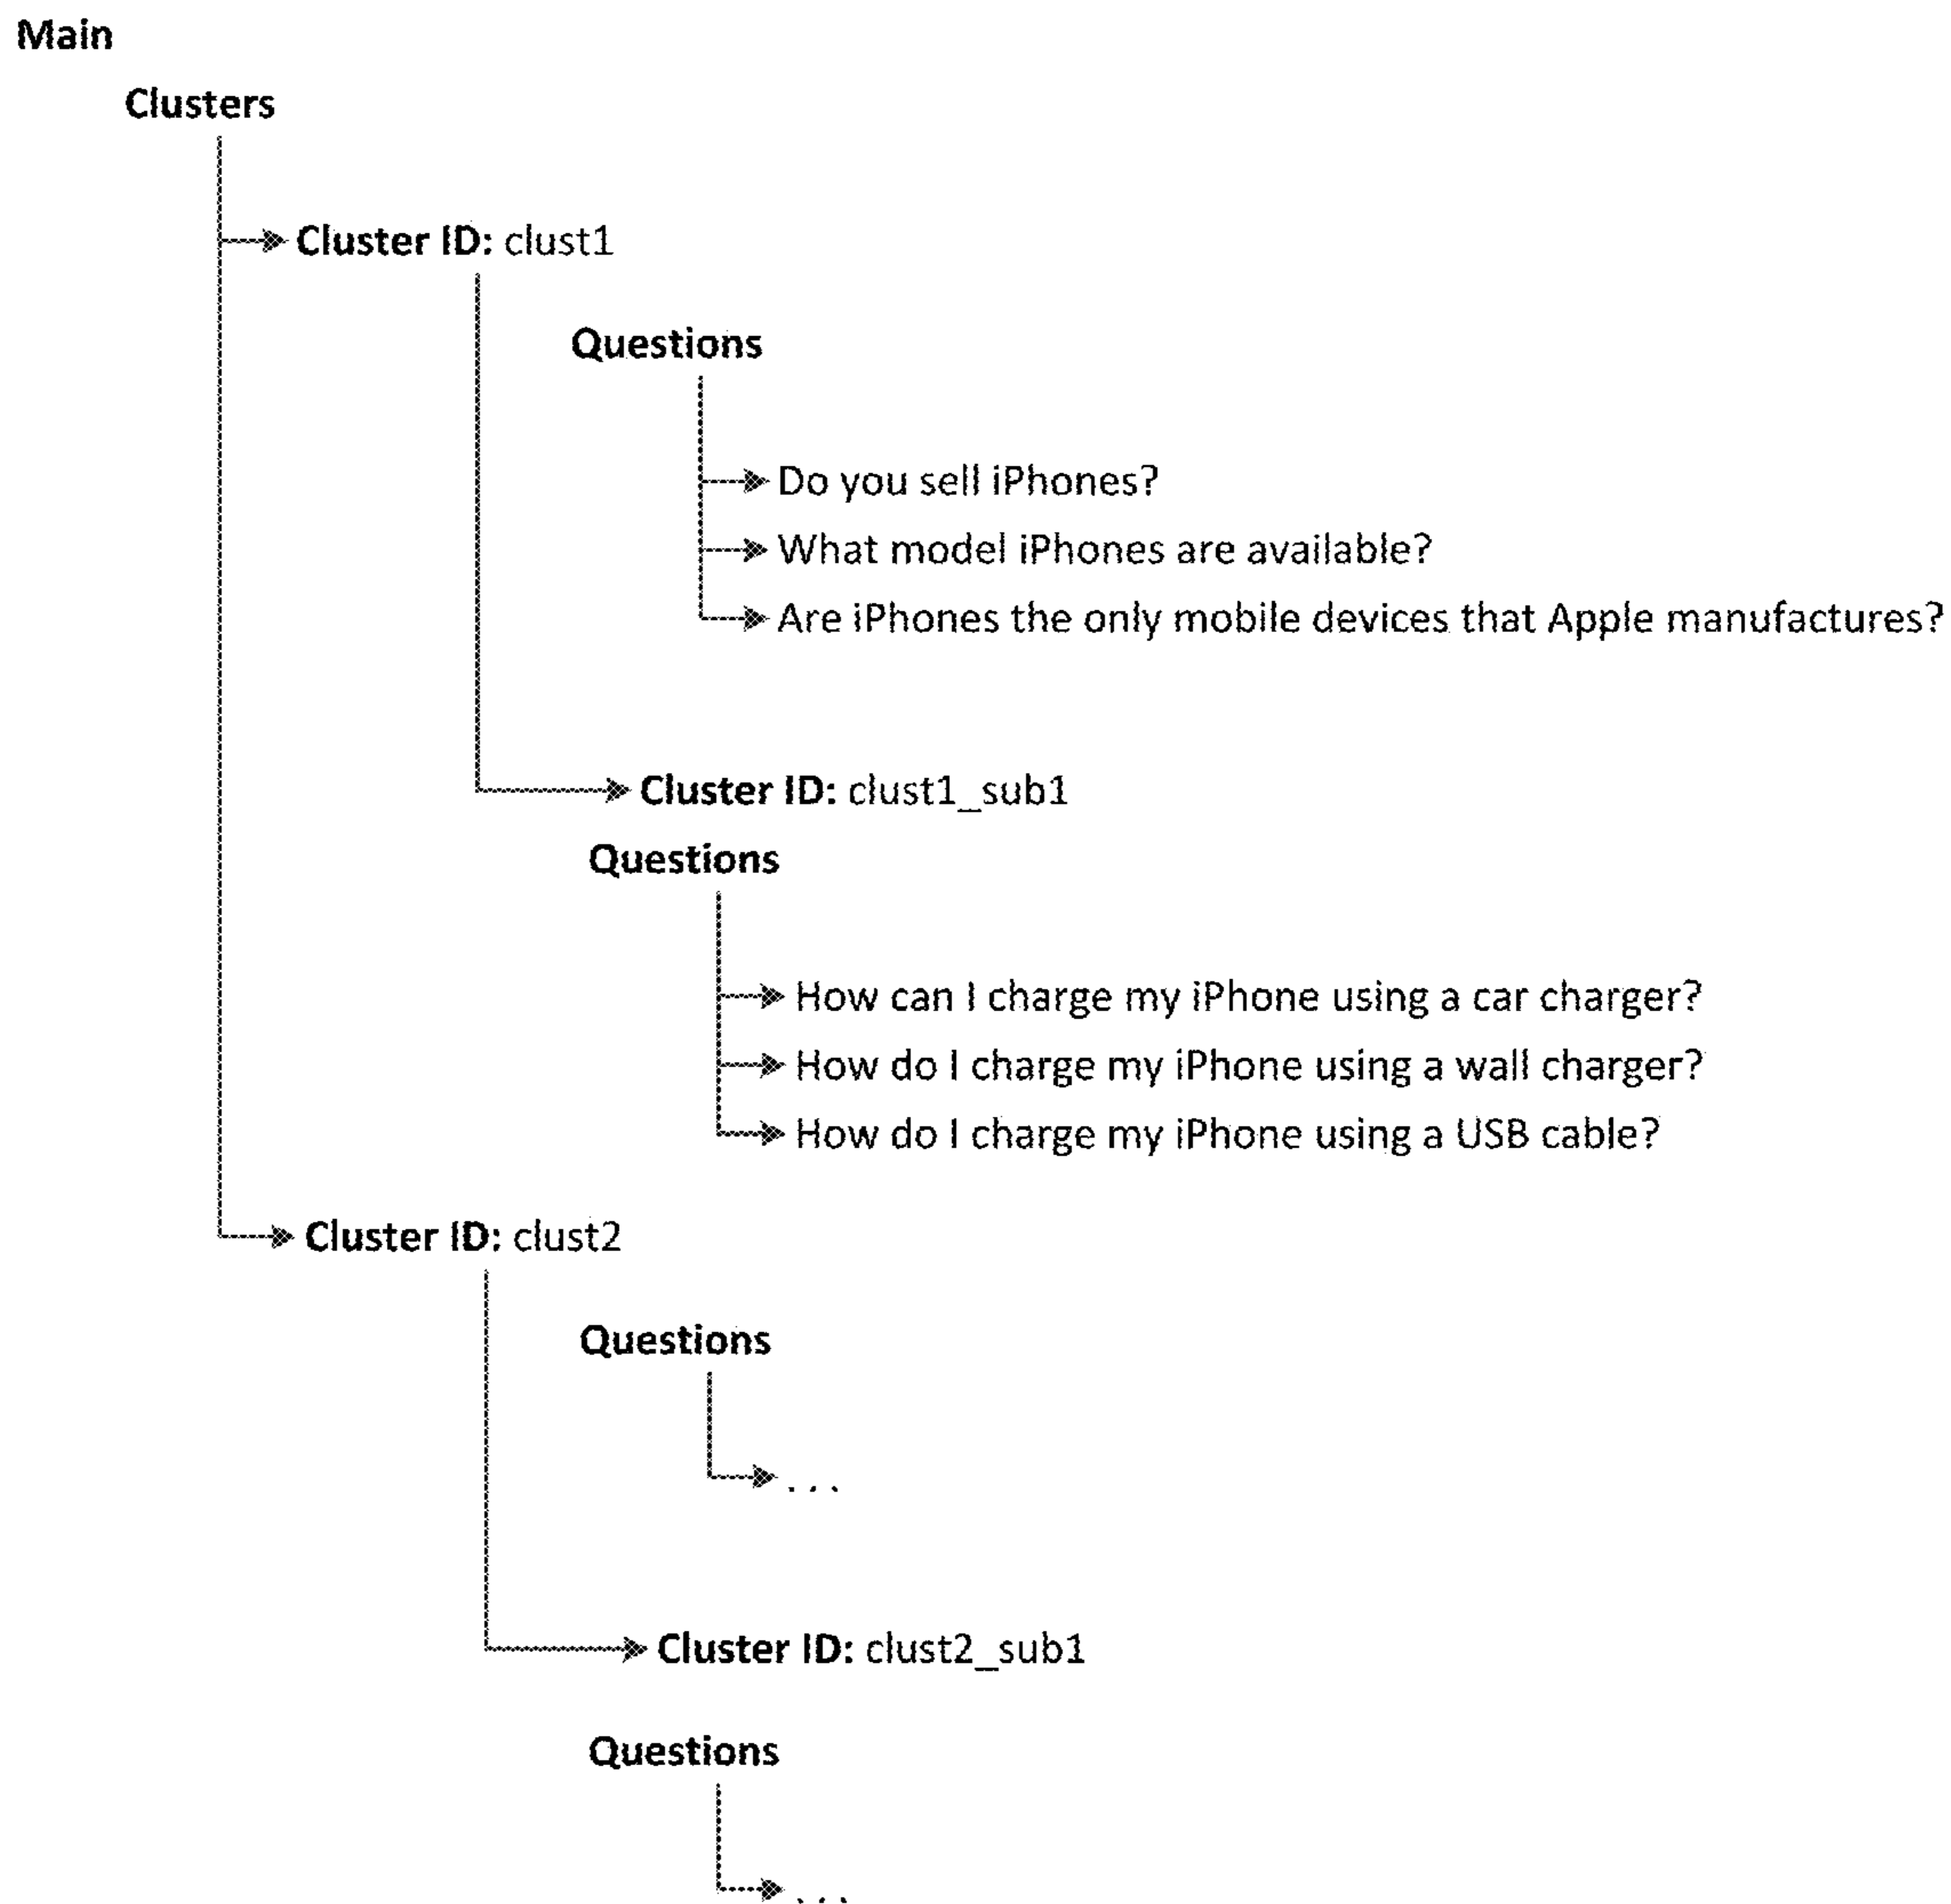 Main
Clusters
Cluster ID: clust1
Questions
Do you sell iPhones?
What model iPhones are available?
Are iPhones the only mobile devices that Apple manufactures?
Cluster ID: clust1_sub1
Questions
How can I charge my iPhone using a car charger?
How do I charge my iPhone using a wall charger?
How do I charge my iPhone using a USB cable?
Cluster ID: clust2
Questions
...
Cluster ID: clust2_sub1
Questions
...